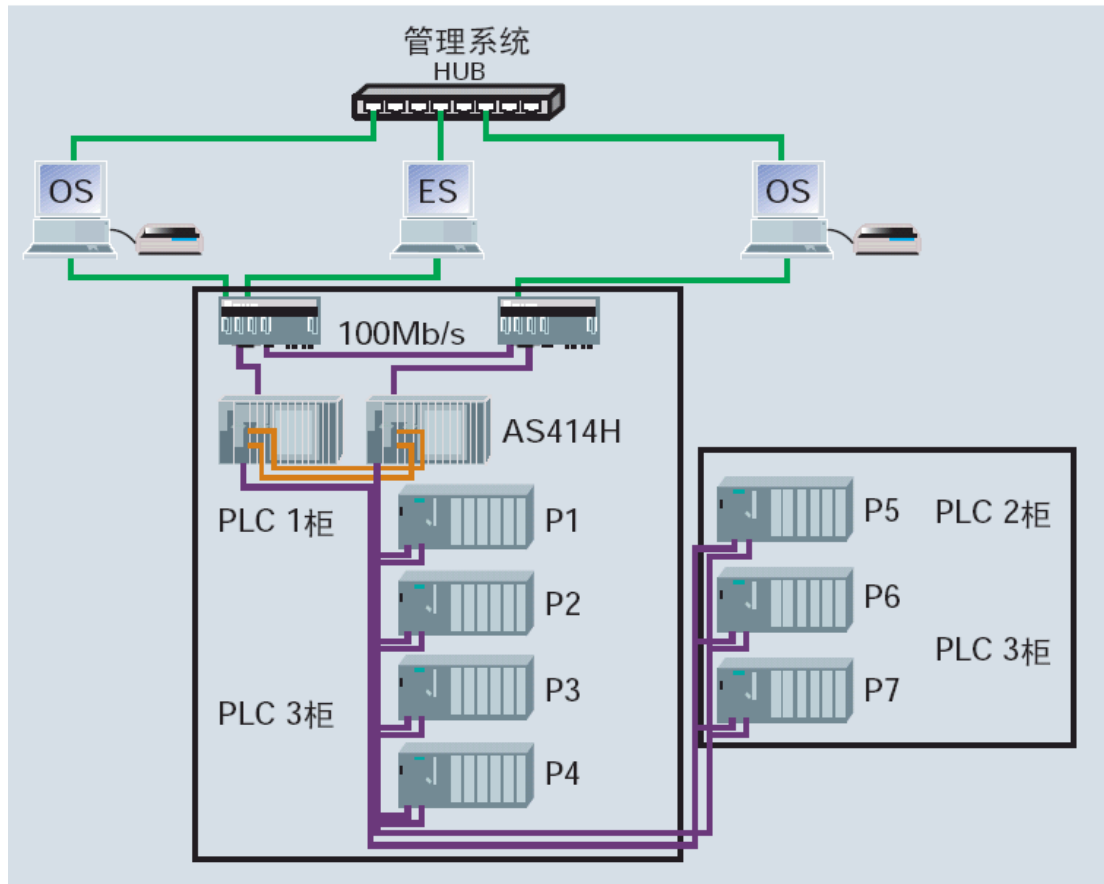 管理系统
HUB
OS
ES
OS
100Mb/s
AS414H
PLC 1柜
P1
P2
PLC 3柜
P3
P4
P5
PLC 2柜
P6
PLC 3柜
P7